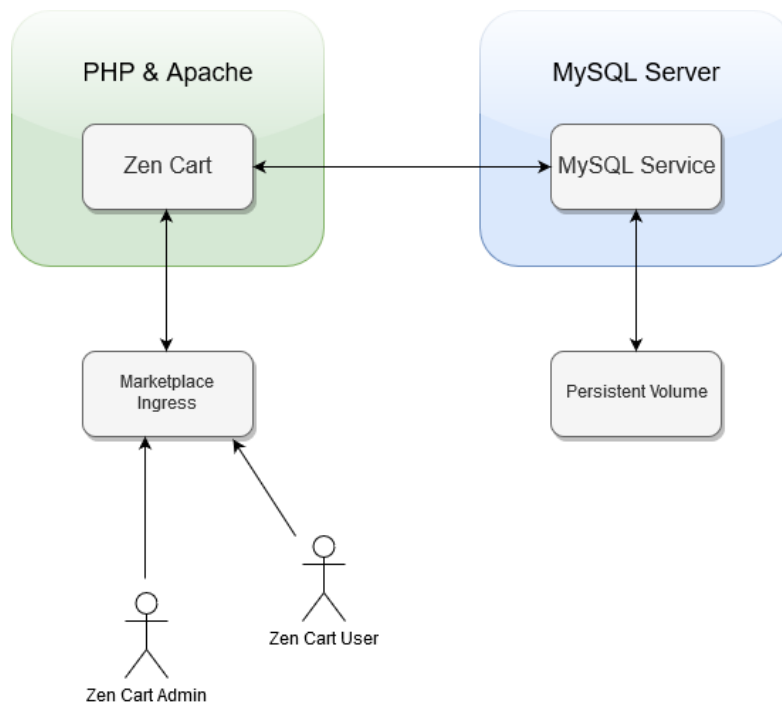 PHP & Apache
MySQL Server
Zen Cart
MySQL Service
Marketplace
Ingress
Persistent Volume
Zen Cart User
Zen Cart Admin